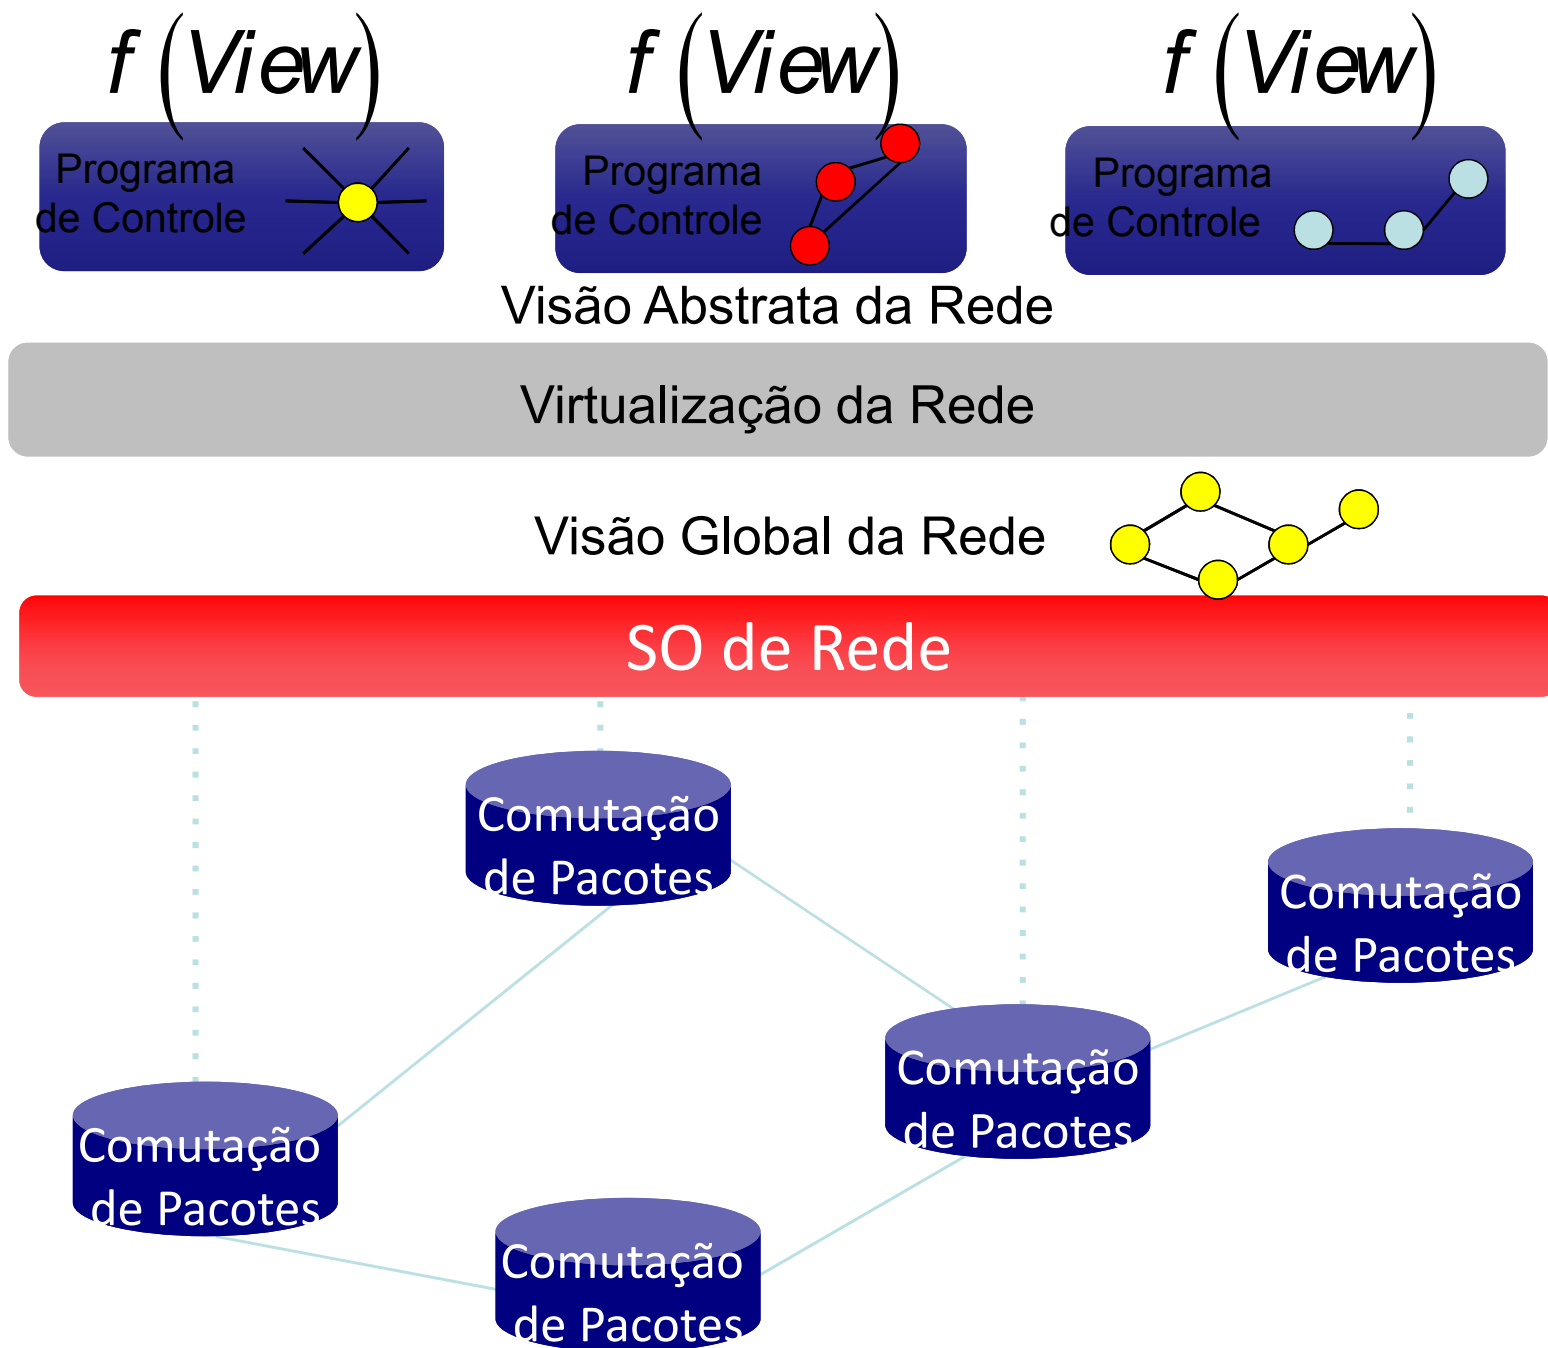 f (View)
f (View)
f (View)
Programa
de Controle
Programa
de Controle
Programa
de Controle
Visão Abstrata da Rede
Virtualização da Rede
Visão Global da Rede
SO de Rede
Comutação
de Pacotes
Comutação
de Pacotes
Comutação
de Pacotes
Comutação
de Pacotes
Comutação
de Pacotes